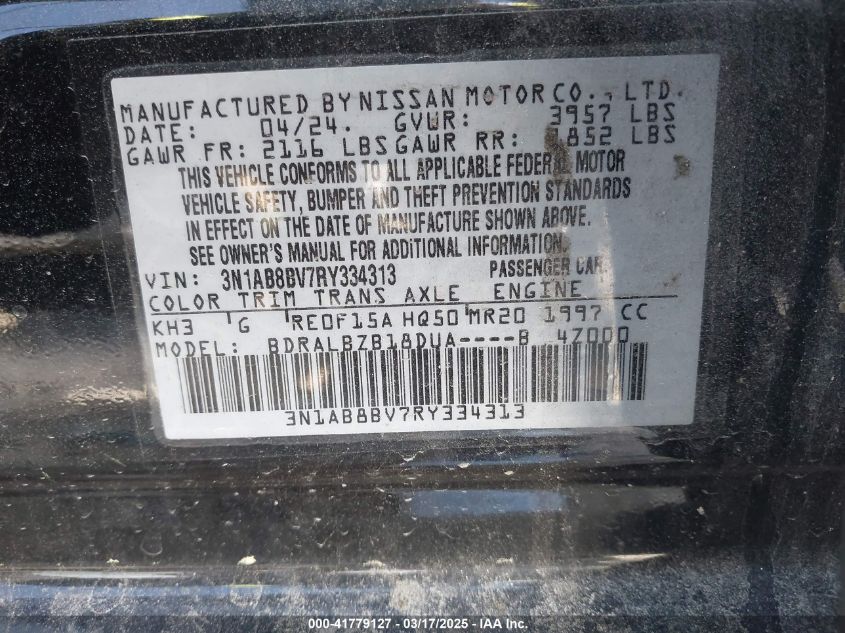 MANUFACTURED BY NISSAN MOTOR CO., LTD.
DATE: 04/24. GVWR: 3957 LBS
GAWR FR: 2116 LBS GAWR RR: 1852 LBS
THIS VEHICLE CONFORMS TO ALL APPLICABLE FEDERAL MOTOR
VEHICLE SAFETY, BUMPER AND THEFT PREVENTION STANDARDS
IN EFFECT ON THE DATE OF MANUFACTURE SHOWN ABOVE.
SEE OWNER'S MANUAL FOR ADDITIONAL INFORMATION.
VIN: 3N1AB8BV7RY334313 PASSENGER CAR
COLOR TRIM TRANS AXLE ENGINE
KH3 G RE0F15A HQ50 MR20 1997 CC
MODEL: BDRALBZB18DUA----B 4Z000
3N1AB8BV7RY334313
000-41779127 - 03/17/2025 - IAAI.COM